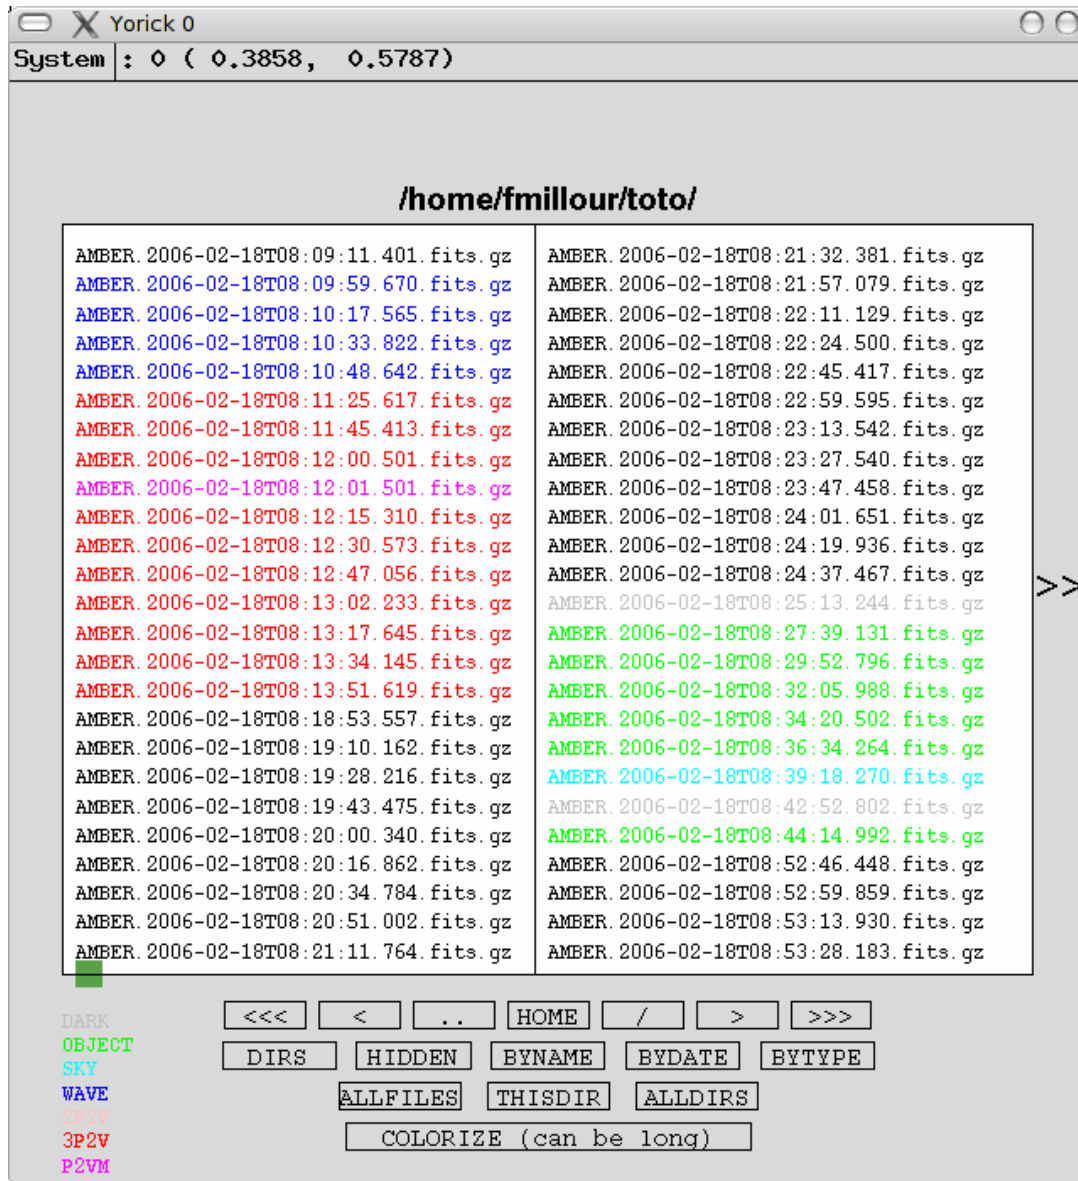 Yorick 0
System : 0 ( 0.3858, 0.5787)
/home/fmillour/toto/
AMBER.2006-02-18T08:09:11.401.fits.gz
AMBER.2006-02-18T08:09:59.670.fits.gz
AMBER.2006-02-18T08:10:17.565.fits.gz
AMBER.2006-02-18T08:10:33.822.fits.gz
AMBER.2006-02-18T08:10:48.642.fits.gz
AMBER.2006-02-18T08:11:25.617.fits.gz
AMBER.2006-02-18T08:11:45.413.fits.gz
AMBER.2006-02-18T08:12:00.501.fits.gz
AMBER.2006-02-18T08:12:01.501.fits.gz
AMBER.2006-02-18T08:12:15.310.fits.gz
AMBER.2006-02-18T08:12:30.573.fits.gz
AMBER.2006-02-18T08:12:47.056.fits.gz
AMBER.2006-02-18T08:13:02.233.fits.gz
AMBER.2006-02-18T08:13:17.645.fits.gz
AMBER.2006-02-18T08:13:34.145.fits.gz
AMBER.2006-02-18T08:13:51.619.fits.gz
AMBER.2006-02-18T08:18:53.557.fits.gz
AMBER.2006-02-18T08:19:10.162.fits.gz
AMBER.2006-02-18T08:19:28.216.fits.gz
AMBER.2006-02-18T08:19:43.475.fits.gz
AMBER.2006-02-18T08:20:00.340.fits.gz
AMBER.2006-02-18T08:20:16.862.fits.gz
AMBER.2006-02-18T08:20:34.784.fits.gz
AMBER.2006-02-18T08:20:51.002.fits.gz
AMBER.2006-02-18T08:21:11.764.fits.gz
AMBER.2006-02-18T08:21:32.381.fits.gz
AMBER.2006-02-18T08:21:57.079.fits.gz
AMBER.2006-02-18T08:22:11.129.fits.gz
AMBER.2006-02-18T08:22:24.500.fits.gz
AMBER.2006-02-18T08:22:45.417.fits.gz
AMBER.2006-02-18T08:22:59.595.fits.gz
AMBER.2006-02-18T08:23:13.542.fits.gz
AMBER.2006-02-18T08:23:27.540.fits.gz
AMBER.2006-02-18T08:23:47.458.fits.gz
AMBER.2006-02-18T08:24:01.651.fits.gz
AMBER.2006-02-18T08:24:19.936.fits.gz
AMBER.2006-02-18T08:24:37.467.fits.gz
AMBER.2006-02-18T08:25:13.244.fits.gz
AMBER.2006-02-18T08:27:39.131.fits.gz
AMBER.2006-02-18T08:29:52.796.fits.gz
AMBER.2006-02-18T08:32:05.988.fits.gz
AMBER.2006-02-18T08:34:20.502.fits.gz
AMBER.2006-02-18T08:36:34.264.fits.gz
AMBER.2006-02-18T08:39:18.270.fits.gz
AMBER.2006-02-18T08:42:52.802.fits.gz
AMBER.2006-02-18T08:44:14.992.fits.gz
AMBER.2006-02-18T08:52:46.448.fits.gz
AMBER.2006-02-18T08:52:59.859.fits.gz
AMBER.2006-02-18T08:53:13.930.fits.gz
AMBER.2006-02-18T08:53:28.183.fits.gz
>>
DARK
OBJECT
SKY
WAVE
2P2V
3P2V
P2VM
<<< < .. HOME / > >>>
DIRS HIDDEN BYNAME BYDATE BYTYPE
ALLFILES THISDIR ALLDIRS
COLORIZE (can be long)